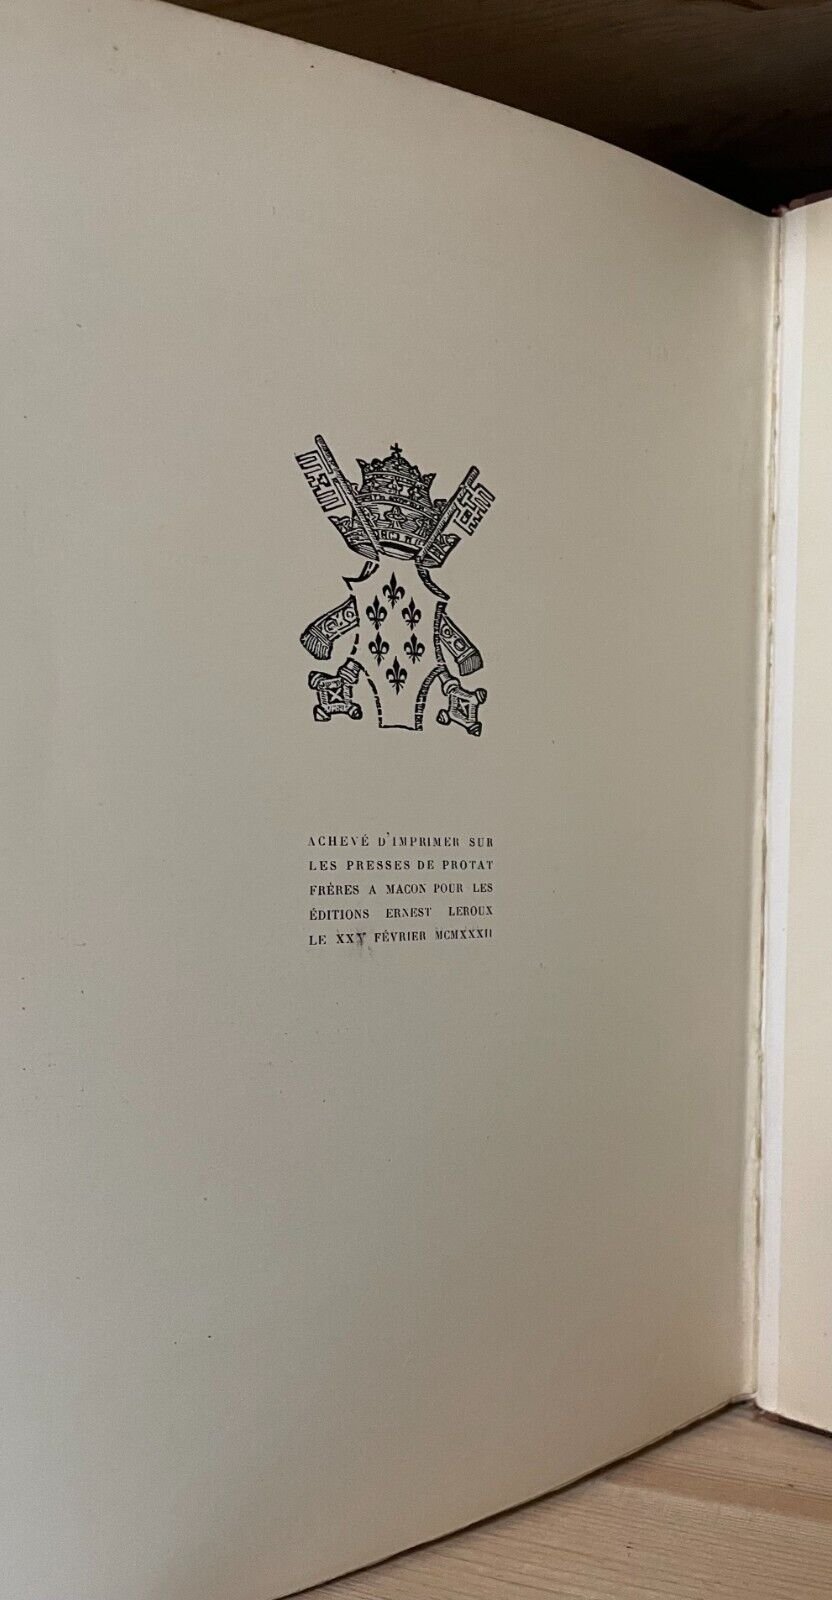 ACHEVÉ D'IMPRIMER SUR
LES PRESSES DE PROTAT
FRÈRES A MACON POUR LES
ÉDITIONS ERNEST LEROUX
LE XXV FÉVRIER MCMXXXII